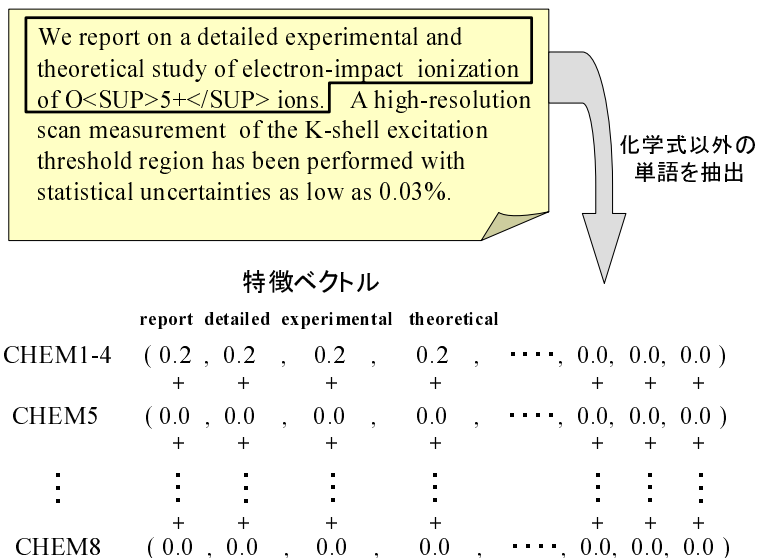 We report on a detailed experimental and
theoretical study of electron-impact ionization
of O<SUP>5+</SUP> ions. A high-resolution
scan measurement of the K-shell excitation
threshold region has been performed with
statistical uncertainties as low as 0.03%.
化学式以外の
単語を抽出
特徴ベクトル
report detailed experimental theoretical
CHEM1-4 ( 0.2 , 0.2 , 0.2 , 0.2 , ････, 0.0, 0.0, 0.0 )
+ + + + + + +
CHEM5 ( 0.0 , 0.0 , 0.0 , 0.0 , ････, 0.0, 0.0, 0.0 )
+ + + + + + +
⋮ ⋮ ⋮ ⋮ ⋮ ⋮ ⋮ ⋮
+ + + + + + +
CHEM8 ( 0.0 , 0.0 , 0.0 , 0.0 , ････, 0.0, 0.0, 0.0 )